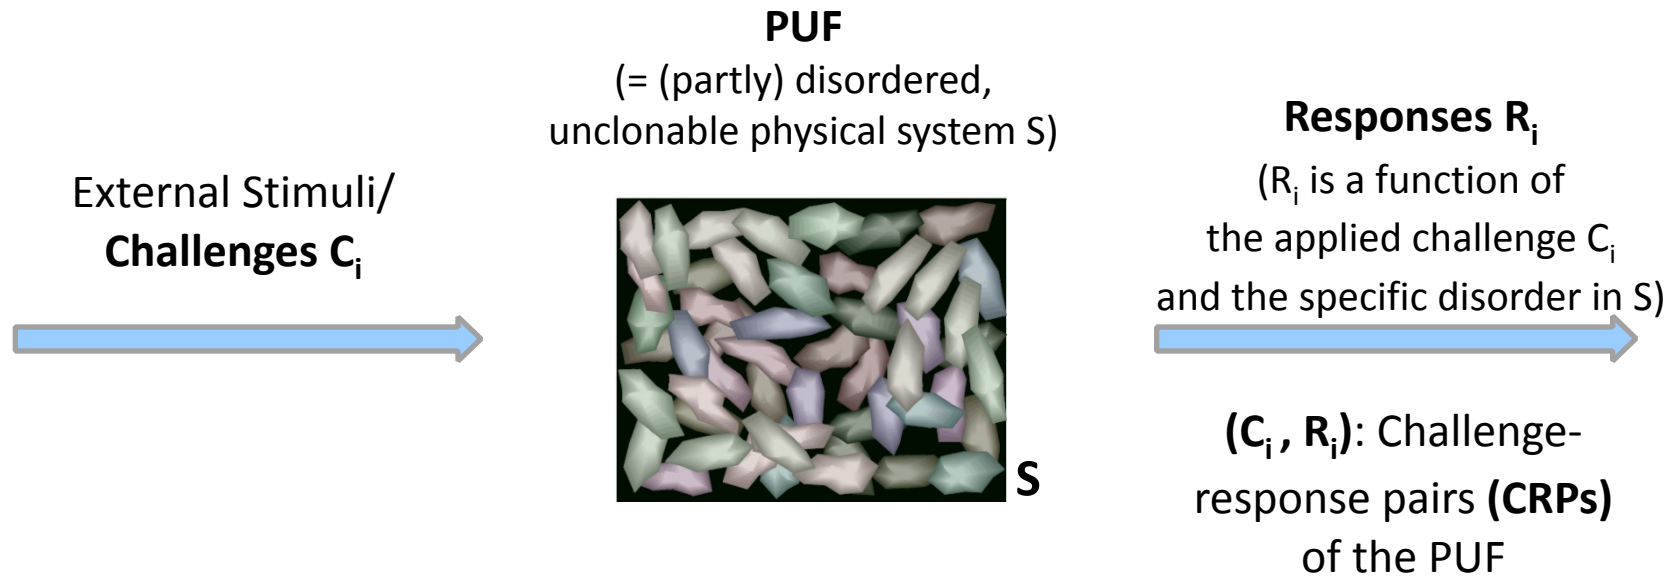 External Stimuli/
Challenges Cᵢ
PUF
(= (partly) disordered,
unclonable physical system S)
S
Responses Rᵢ
(Rᵢ is a function of
the applied challenge Cᵢ
and the specific disorder in S)
(Cᵢ , Rᵢ): Challenge-
response pairs (CRPs)
of the PUF